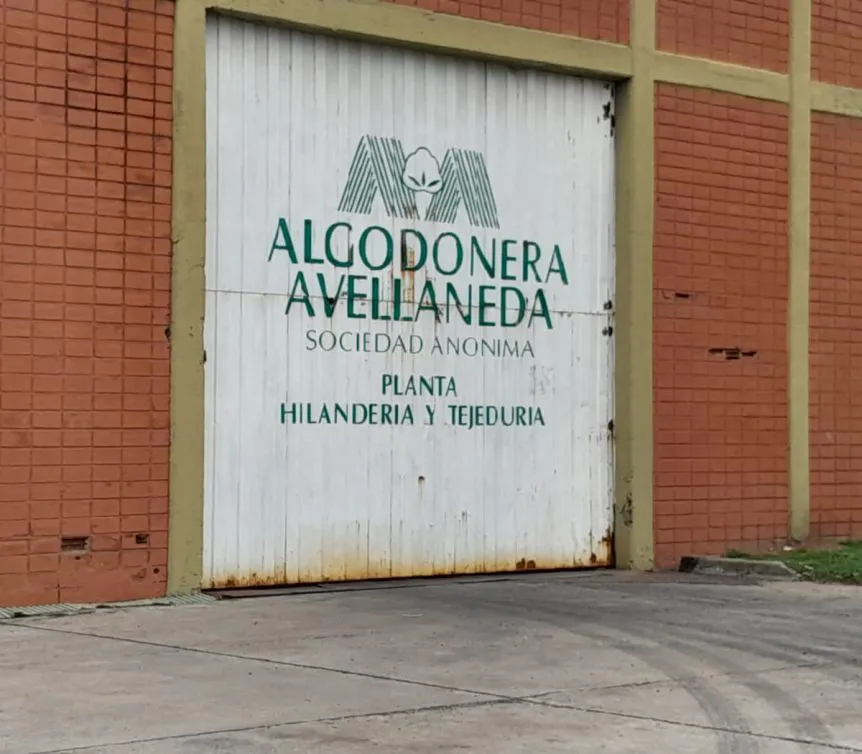 ALGODONERA
AVELLANEDA
SOCIEDAD ANONIMA
PLANTA
HILANDERIA Y TEJEDURIA